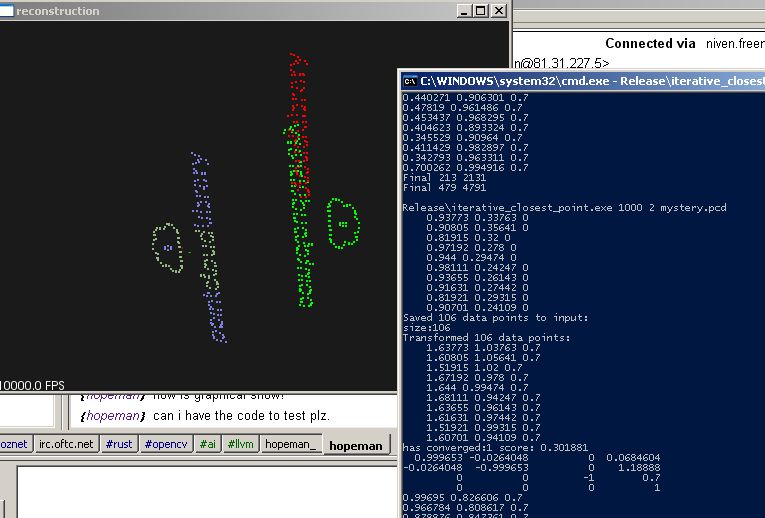 reconstruction
10000.0 FPS
Connected via niven.freen
n@81.31.227.5>
C:\WINDOWS\system32\cmd.exe - Release\iterative_closest
0.440271 0.906301 0.7
0.47819 0.961486 0.7
0.453437 0.968295 0.7
0.404623 0.893324 0.7
0.345529 0.90964 0.7
0.411429 0.982897 0.7
0.342793 0.963311 0.7
0.700262 0.994916 0.7
Final 213 2131
Final 479 4791
Release\iterative_closest_point.exe 1000 2 mystery.pcd
0.93773 0.33763 0
0.90805 0.35641 0
0.81915 0.32 0
0.97192 0.278 0
0.944 0.29474 0
0.98111 0.24247 0
0.93655 0.26143 0
0.91631 0.27442 0
0.81921 0.29315 0
0.90701 0.24109 0
Saved 106 data points to input:
size:106
Transformed 106 data points:
1.63773 1.03763 0.7
1.60805 1.05641 0.7
1.51915 1.02 0.7
1.67192 0.978 0.7
1.644 0.99474 0.7
1.68111 0.94247 0.7
1.63655 0.96143 0.7
1.61631 0.97442 0.7
1.51921 0.99315 0.7
1.60701 0.94109 0.7
has converged:1 score: 0.301881
0.999653 -0.0264048 0 0.0684604
-0.0264048 -0.999653 0 1.18888
0 0 -1 0.7
0 0 0 1
0.99695 0.826606 0.7
0.966784 0.808617 0.7
{hopeman} how is graphical show?
{hopeman} can i have the code to test plz.
oznet irc.oftc.net #rust #opencv #ai #llvm hopeman_ hopeman